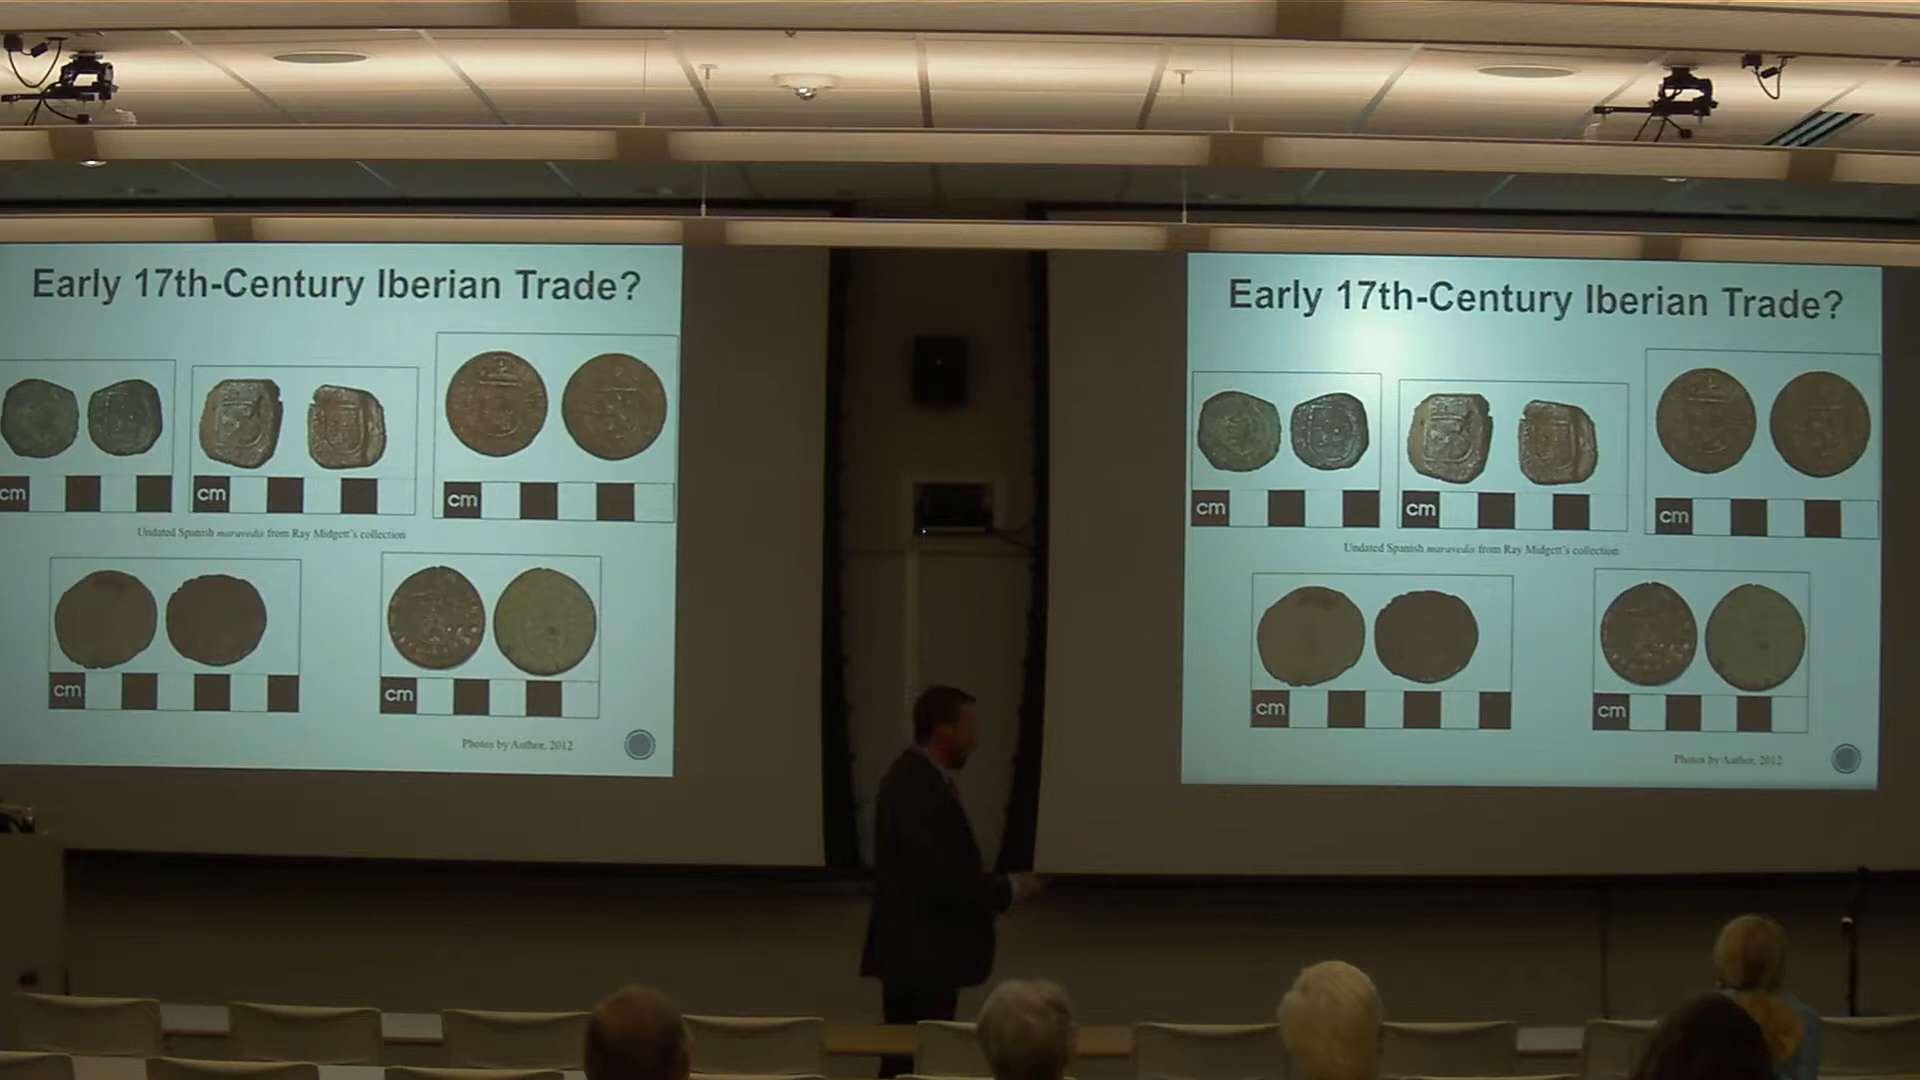 Early 17th-Century Iberian Trade?
cm
cm
cm
Undated Spanish maravedis from Ray Midgett's collection
cm
cm
Photos by Author, 2012
Early 17th-Century Iberian Trade?
cm
cm
cm
Undated Spanish maravedis from Ray Midgett's collection
cm
cm
Photos by Author, 2012